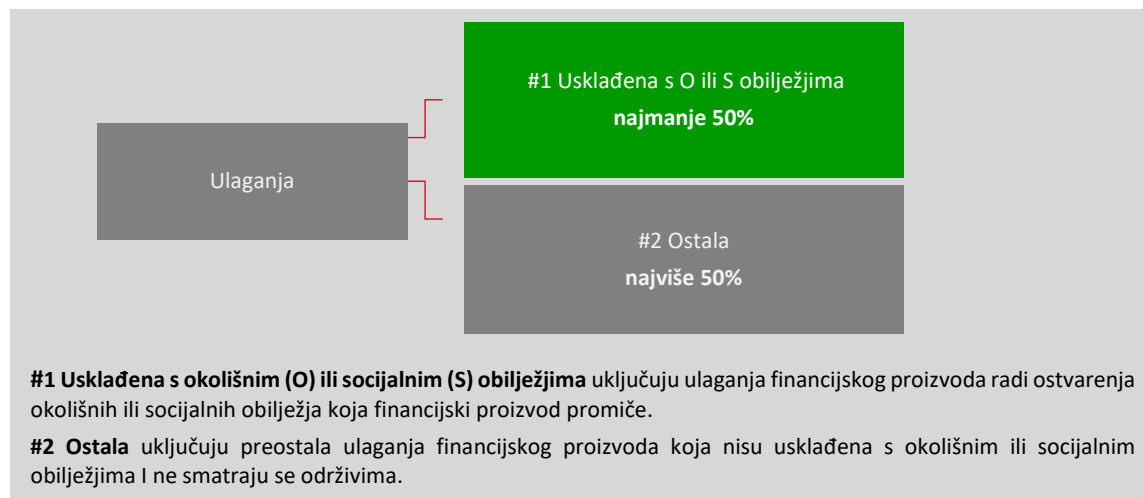 #1 Usklađena s O ili S obilježjima
najmanje 50%
Ulaganja
#2 Ostala
najviše 50%
#1 Usklađena s okolišnim (O) ili socijalnim (S) obilježjima uključuju ulaganja financijskog proizvoda radi ostvarenja
okolišnih ili socijalnih obilježja koja financijski proizvod promiče.
#2 Ostala uključuju preostala ulaganja financijskog proizvoda koja nisu usklađena s okolišnim ili socijalnim
obilježjima I ne smatraju se održivima.